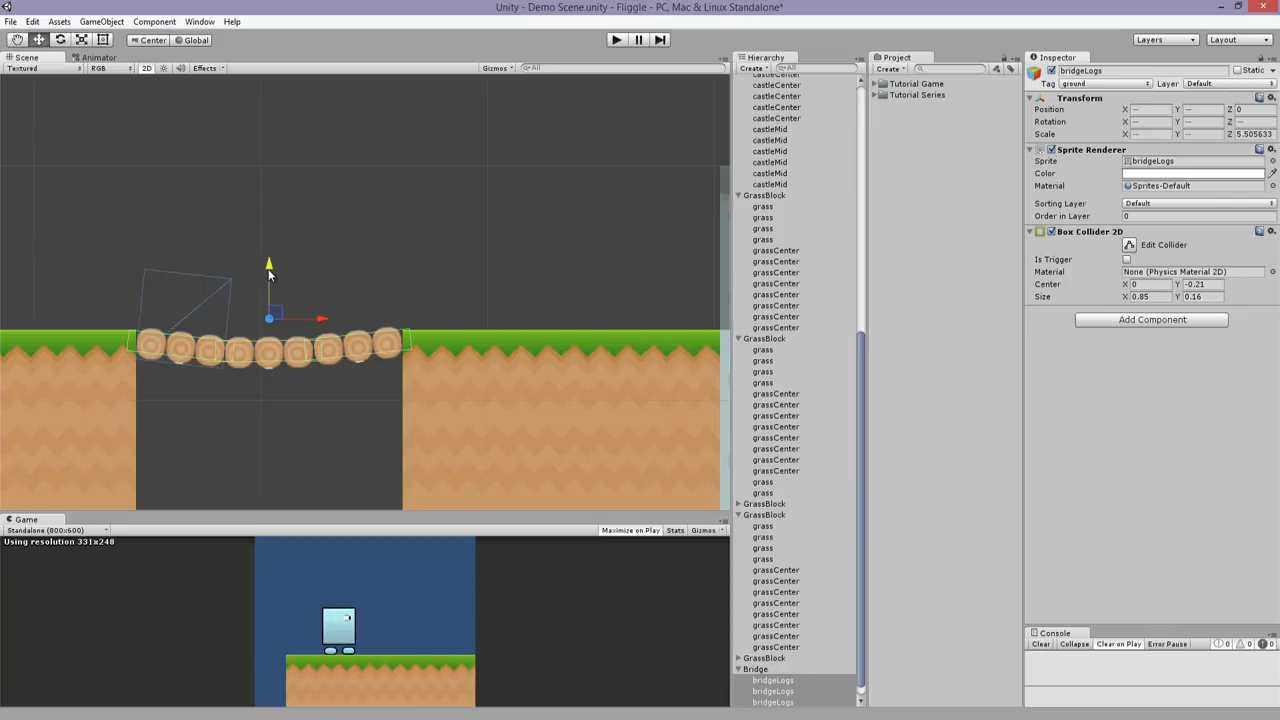 Unity - Demo Scene.unity - Fliggle - PC, Mac & Linux Standalone*
File Edit Assets GameObject Component Window Help
Center Global Layers Layout
Scene Animator
Textured RGB 2D Effects Gizmos All
Hierarchy
Create All
castleCenter
castleCenter
castleCenter
castleCenter
castleCenter
castleMid
castleMid
castleMid
castleMid
castleMid
castleMid
GrassBlock
grass
grass
grass
grass
grassCenter
grassCenter
grassCenter
grassCenter
grassCenter
grassCenter
grassCenter
grassCenter
GrassBlock
grass
grass
grass
grass
grassCenter
grassCenter
grassCenter
grassCenter
grassCenter
grassCenter
grassCenter
grassCenter
grass
grass
GrassBlock
GrassBlock
grass
grass
grass
grass
grassCenter
grassCenter
grassCenter
grassCenter
grassCenter
grassCenter
grassCenter
grassCenter
GrassBlock
Bridge
bridgeLogs
bridgeLogs
bridgeLogs
Project
Create
Tutorial Game
Tutorial Series
Inspector
bridgeLogs Static
Tag ground Layer Default
Transform
Position X — Y — Z 0
Rotation X — Y — Z —
Scale X — Y — Z 5.505633
Sprite Renderer
Sprite bridgeLogs
Color
Material Sprites-Default
Sorting Layer Default
Order in Layer 0
Box Collider 2D
Edit Collider
Is Trigger
Material None (Physics Material 2D)
Center X 0 Y -0.21
Size X 0.85 Y 0.16
Add Component
Console
Clear Collapse Clear on Play Error Pause 0 0 0
Game
Standalone (800x600) Maximize on Play Stats Gizmos
Using resolution 331x248